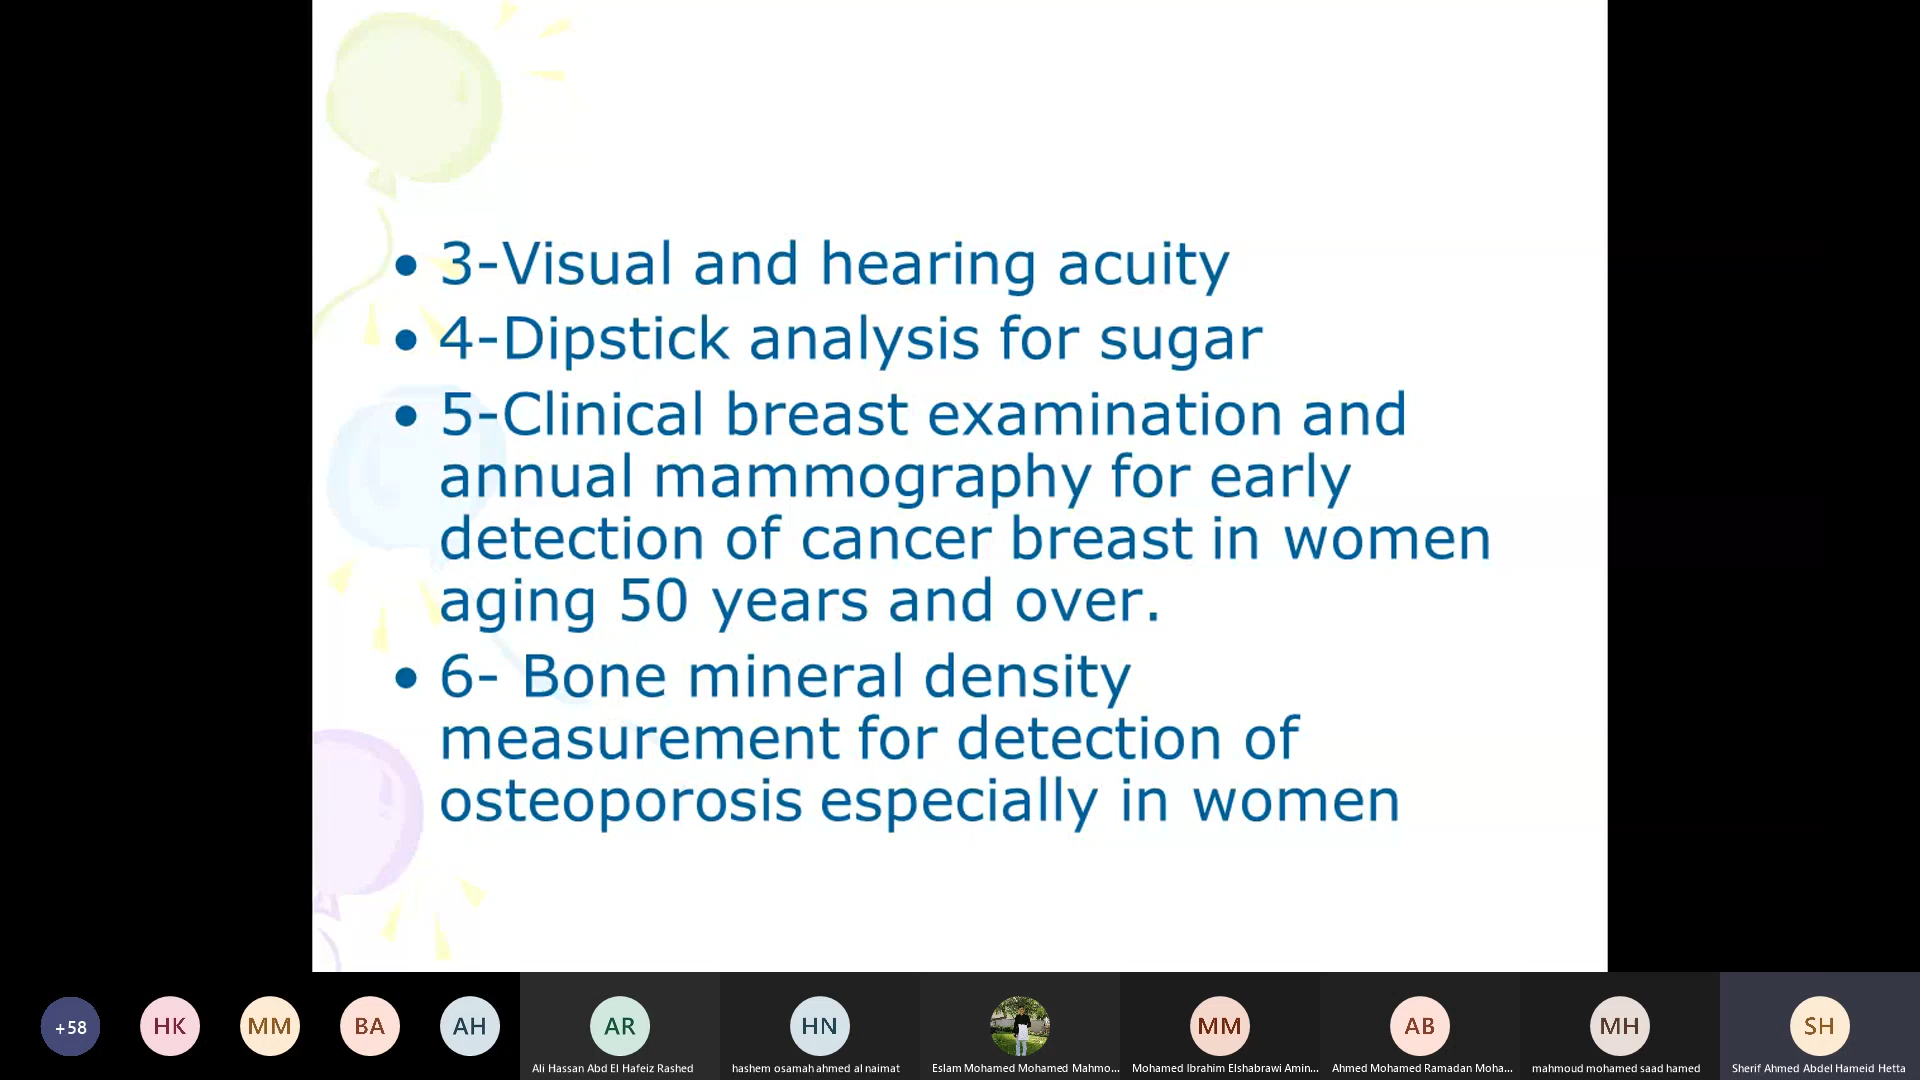 • 3-Visual and hearing acuity
• 4-Dipstick analysis for sugar
• 5-Clinical breast examination and
annual mammography for early
detection of cancer breast in women
aging 50 years and over.
• 6- Bone mineral density
measurement for detection of
osteoporosis especially in women
+58
HK
MM
BA
AH
AR
HN
MM
AB
MH
SH
Ali Hassan Abd El Hafeiz Rashed
hashem osamah ahmed al naimat
Eslam Mohamed Mohamed Mahmo...
Mohamed Ibrahim Elshabrawi Amin...
Ahmed Mohamed Ramadan Moha...
mahmoud mohamed saad hamed
Sherif Ahmed Abdel Hameid Hetta